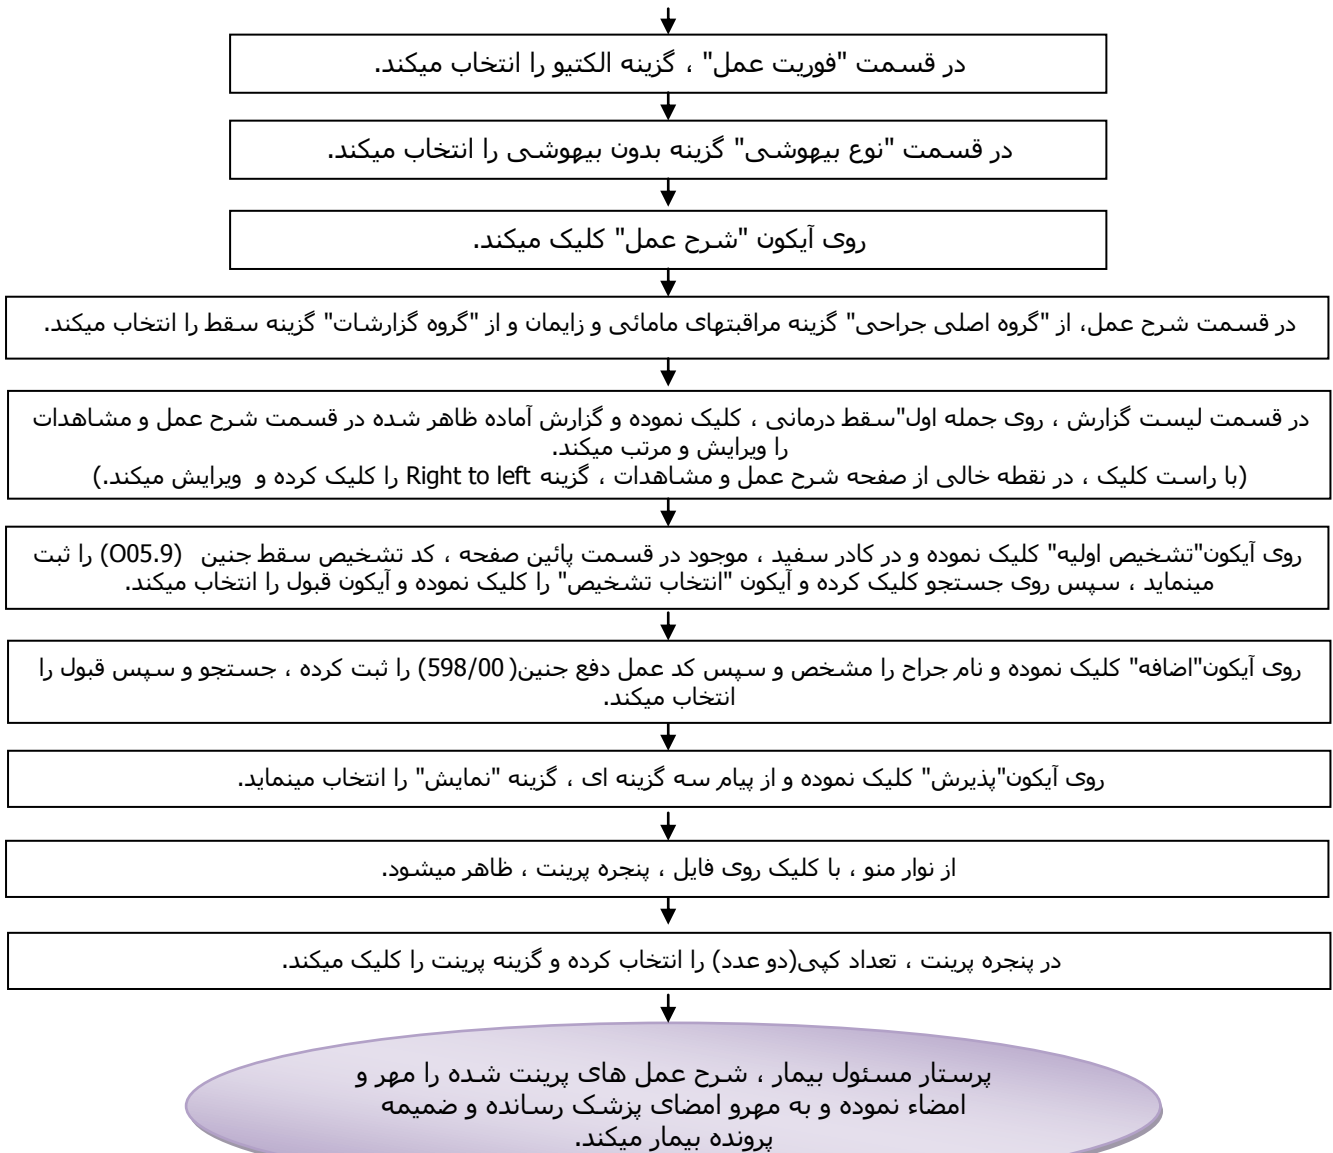 در قسمت "فوریت عمل" ، گزینه الکتیو را انتخاب میکند.
در قسمت "نوع بیهوشی" گزینه بدون بیهوشی را انتخاب میکند.
روی آیکون "شرح عمل" کلیک میکند.
در قسمت شرح عمل، از "گروه اصلی جراحی" گزینه مراقبتهای مامائی و زایمان و از "گروه گزارشات" گزینه سقط را انتخاب میکند.
در قسمت لیست گزارش ، روی جمله اول"سقط درمانی ، کلیک نموده و گزارش آماده ظاهر شده در قسمت شرح عمل و مشاهدات
را ویرایش و مرتب میکند.
(با راست کلیک ، در نقطه خالی از صفحه شرح عمل و مشاهدات ، گزینه Right to left را کلیک کرده و ویرایش میکند.)
روی آیکون"تشخیص اولیه" کلیک نموده و در کادر سفید ، موجود در قسمت پائین صفحه ، کد تشخیص سقط جنین (O05.9) را ثبت
مینماید ، سپس روی جستجو کلیک کرده و آیکون "انتخاب تشخیص" را کلیک نموده و آیکون قبول را انتخاب میکند.
روی آیکون"اضافه" کلیک نموده و نام جراح را مشخص و سپس کد عمل دفع جنین( 598/00) را ثبت کرده ، جستجو و سپس قبول را
انتخاب میکند.
روی آیکون"پذیرش" کلیک نموده و از پیام سه گزینه ای ، گزینه "نمایش" را انتخاب مینماید.
از نوار منو ، با کلیک روی فایل ، پنجره پرینت ، ظاهر میشود.
در پنجره پرینت ، تعداد کپی(دو عدد) را انتخاب کرده و گزینه پرینت را کلیک میکند.
پرستار مسئول بیمار ، شرح عمل های پرینت شده را مهر و
امضاء نموده و به مهرو امضای پزشک رسانده و ضمیمه
پرونده بیمار میکند.